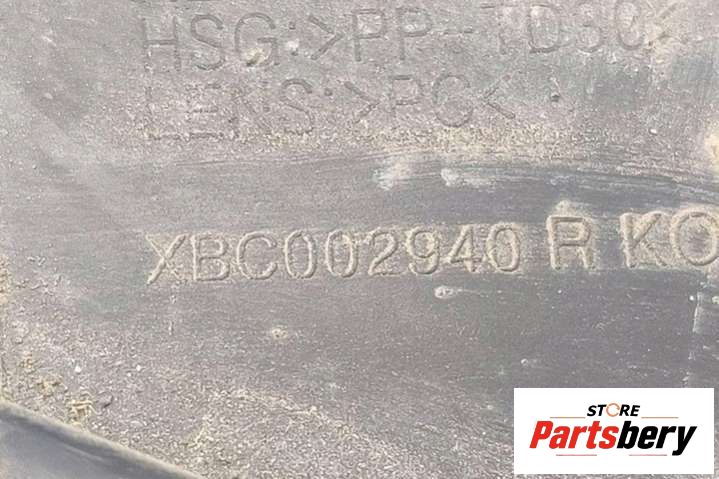 HSG:>PP-TD30<
LENS:>PC<
XBC002940 R KO
STORE
Partsbery